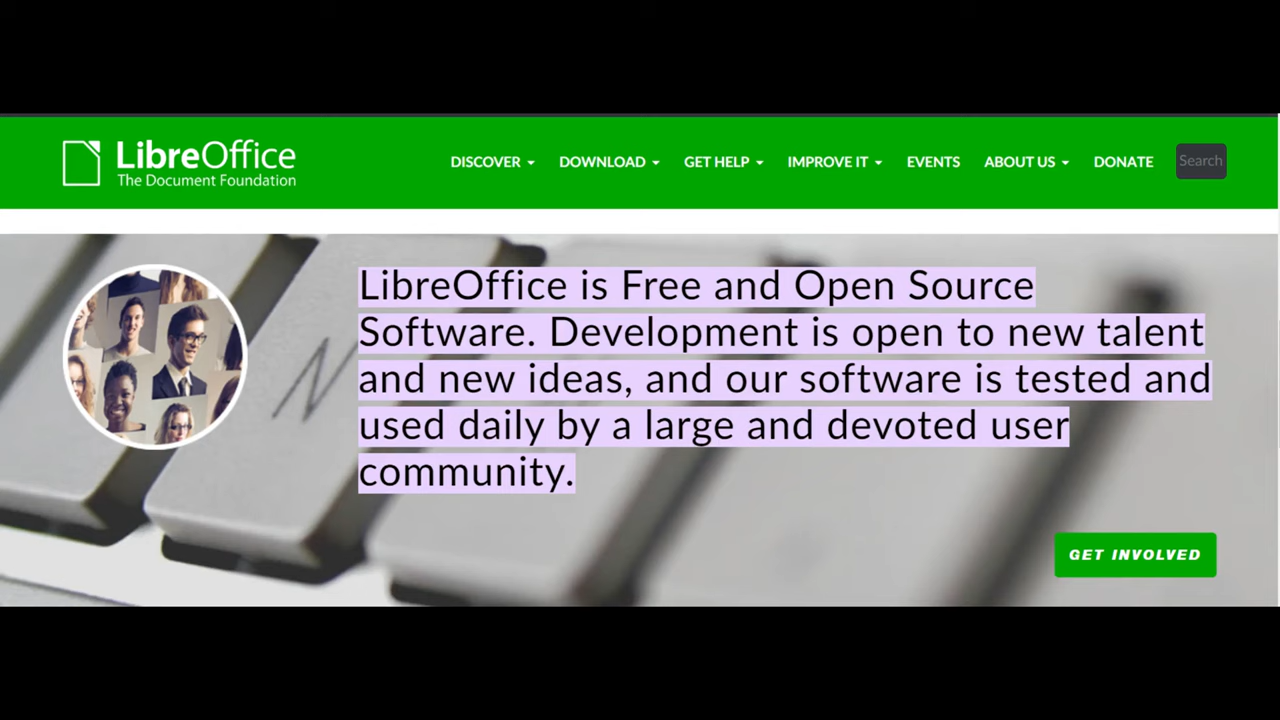 LibreOffice
The Document Foundation
DISCOVER DOWNLOAD GET HELP IMPROVE IT EVENTS ABOUT US DONATE Search
LibreOffice is Free and Open Source
Software. Development is open to new talent
and new ideas, and our software is tested and
used daily by a large and devoted user
community.
N
GET INVOLVED